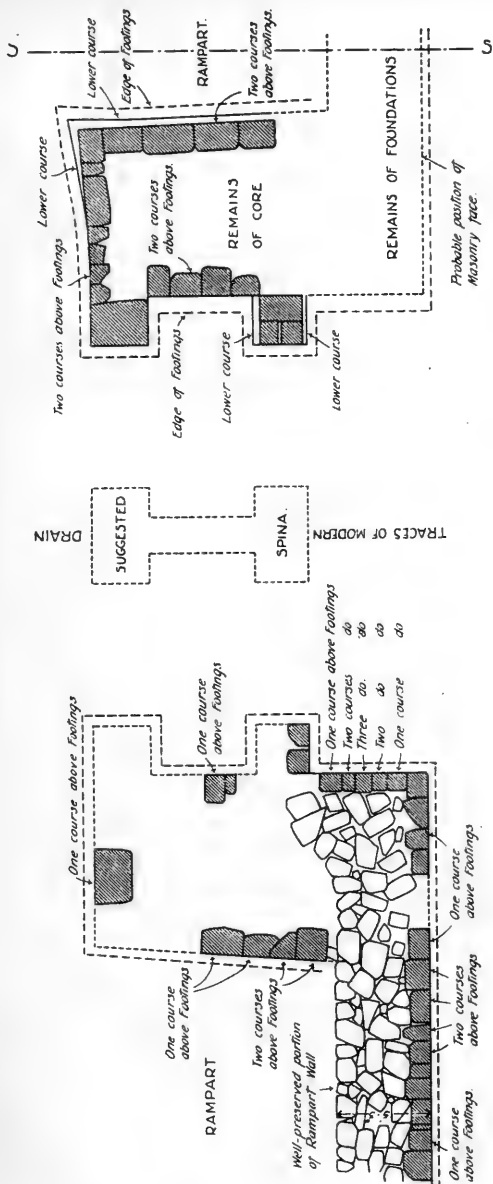 S
S
Lower course
Edge of Footings
RAMPART.
Two courses
above Footings.
Lower course
Two courses above Footings
Two courses
above Footings.
REMAINS
OF CORE
REMAINS OF FOUNDATIONS
Probable position of
Masonry face.
Edge of Footings
Lower course
Lower course
DRAIN
SUGGESTED
SPINA.
TRACES OF MODERN
One course above Footings
One course
above Footings
One course above Footings
Two courses do
Three do. do
Two do do
One course do
One course
above Footings
Two courses
above Footings
RAMPART
Well-preserved portion
of Rampart Wall
One course
above Footings
Two courses
above Footings
One course
above Footings.